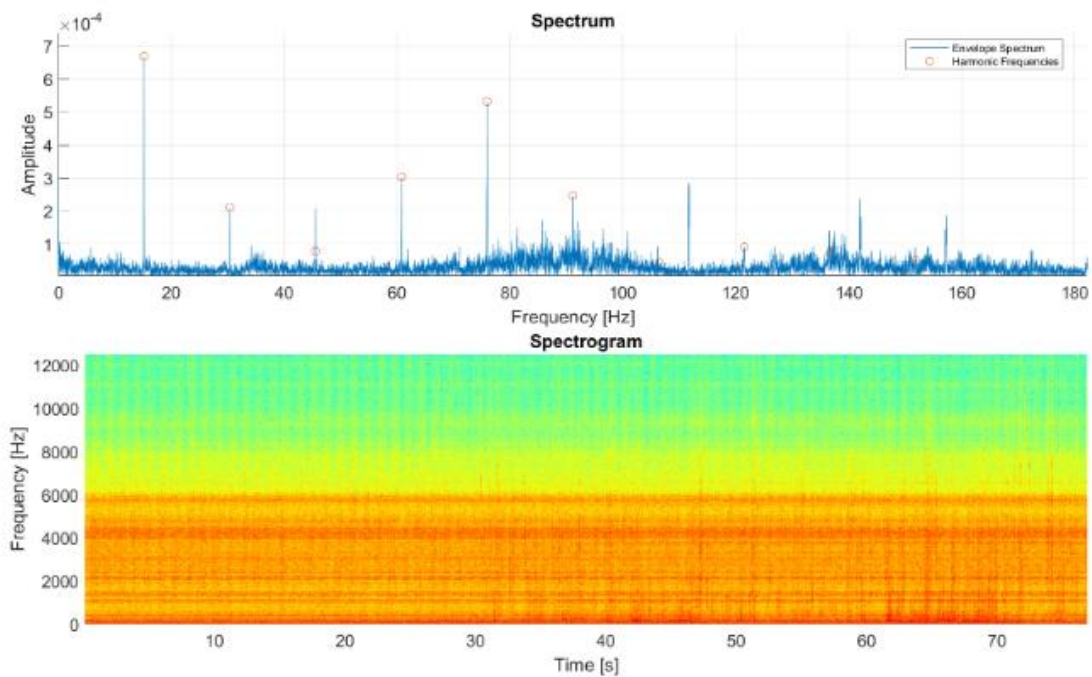 Spectrum
×10⁻⁴
7
6
5
4
3
2
1
Amplitude
Envelope Spectrum
Harmonic Frequencies
0 20 40 60 80 100 120 140 160 180
Frequency [Hz]
Spectrogram
12000
10000
8000
6000
4000
2000
0
Frequency [Hz]
10 20 30 40 50 60 70
Time [s]